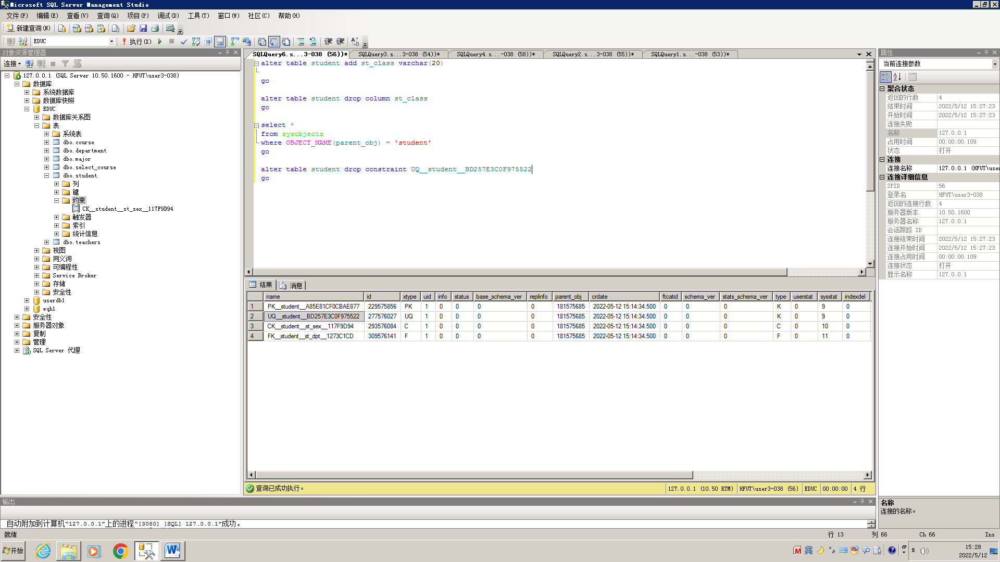 Microsoft SQL Server Management Studio
文件(F) 编辑(E) 查看(V) 查询(Q) 项目(P) 调试(D) 工具(T) 窗口(W) 社区(C) 帮助(H)
新建查询(N)
EDUC 执行(X)
对象资源管理器
连接
127.0.0.1 (SQL Server 10.50.1600 - HFUT\user3-038)
数据库
系统数据库
数据库快照
EDUC
数据库关系图
表
系统表
dbo.course
dbo.department
dbo.major
dbo.select_course
dbo.student
列
键
约束
CK__student__st_sex__117F9D94
触发器
索引
统计信息
dbo.teachers
视图
同义词
可编程性
Service Broker
存储
安全性
userdb1
wqh1
安全性
服务器对象
复制
管理
SQL Server 代理
SQLQuery6.s...3-038 (56))* SQLQuery3.s...3-038 (54))* SQLQuery4.s...-038 (58))* SQLQuery2.s...3-038 (55))* SQLQuery1.s...-038 (53))*
alter table student add st_class varchar(20)
go
alter table student drop column st_class
go
select *
from sysobjects
where OBJECT_NAME(parent_obj) = 'student'
go
alter table student drop constraint UQ__student__BD257E3C0F975522
go
结果 消息
name id xtype uid info status base_schema_ver replinfo parent_obj crdate ftcatid schema_ver stats_schema_ver type userstat sysstat indexdel
1 PK__student__A85E81CF0CBAE877 229575856 PK 1 0 0 0 0 181575685 2022-05-12 15:14:34.500 0 0 0 K 0 9 0
2 UQ__student__BD257E3C0F975522 277576027 UQ 1 0 0 0 0 181575685 2022-05-12 15:14:34.500 0 0 0 K 0 9 0
3 CK__student__st_sex__117F9D94 293576084 C 1 0 0 0 0 181575685 2022-05-12 15:14:34.500 0 0 0 C 0 10 0
4 FK__student__st_dpt__1273C1CD 309576141 F 1 0 0 0 0 181575685 2022-05-12 15:14:34.500 0 0 0 F 0 11 0
查询已成功执行。 127.0.0.1 (10.50 RTM) HFUT\user3-038 (56) EDUC 00:00:00 4 行
属性
当前连接参数
聚合状态
返回的行数 4
结束时间 2022/5/12 15:27:23
开始时间 2022/5/12 15:27:23
连接失败
名称 127.0.0.1
占用时间 00:00:00.109
状态 打开
连接
连接名称 127.0.0.1 (HFUT\user
连接详细信息
SPID 56
登录名 HFUT\user3-038
返回的连接行数 4
服务器版本 10.50.1600
服务器名称 127.0.0.1
会话跟踪 ID
连接结束时间 2022/5/12 15:27:23
连接开始时间 2022/5/12 15:27:23
连接占用时间 00:00:00.109
连接状态 打开
显示名称 127.0.0.1
名称
连接的名称。
输出
自动附加到计算机“127.0.0.1”上的进程“[3080] [SQL] 127.0.0.1”成功。
就绪 行 13 列 66 Ch 66 Ins
开始
英
15:28
2022/5/12